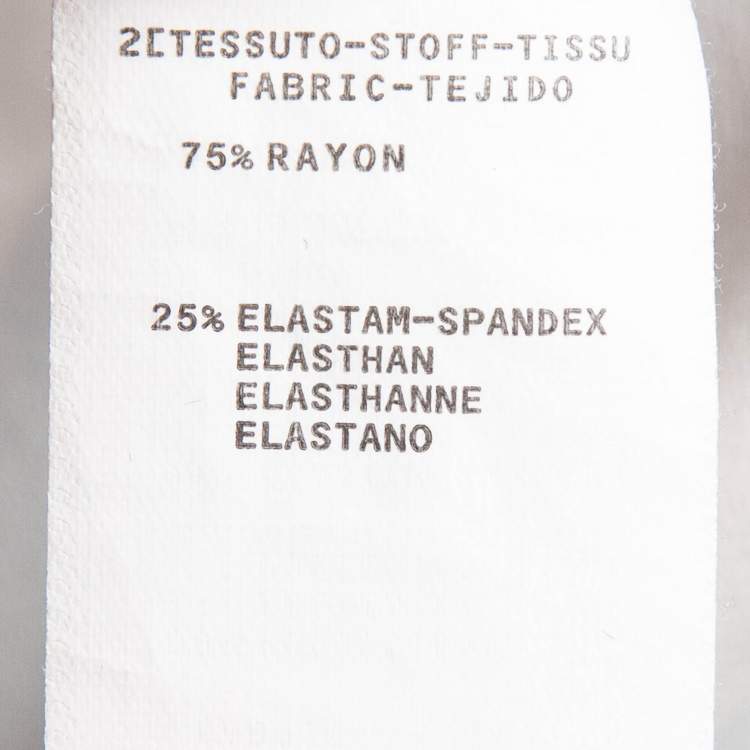 2[TESSUTO-STOFF-TISSU
FABRIC-TEJIDO
75% RAYON
25% ELASTAM-SPANDEX
ELASTHAN
ELASTHANNE
ELASTANO